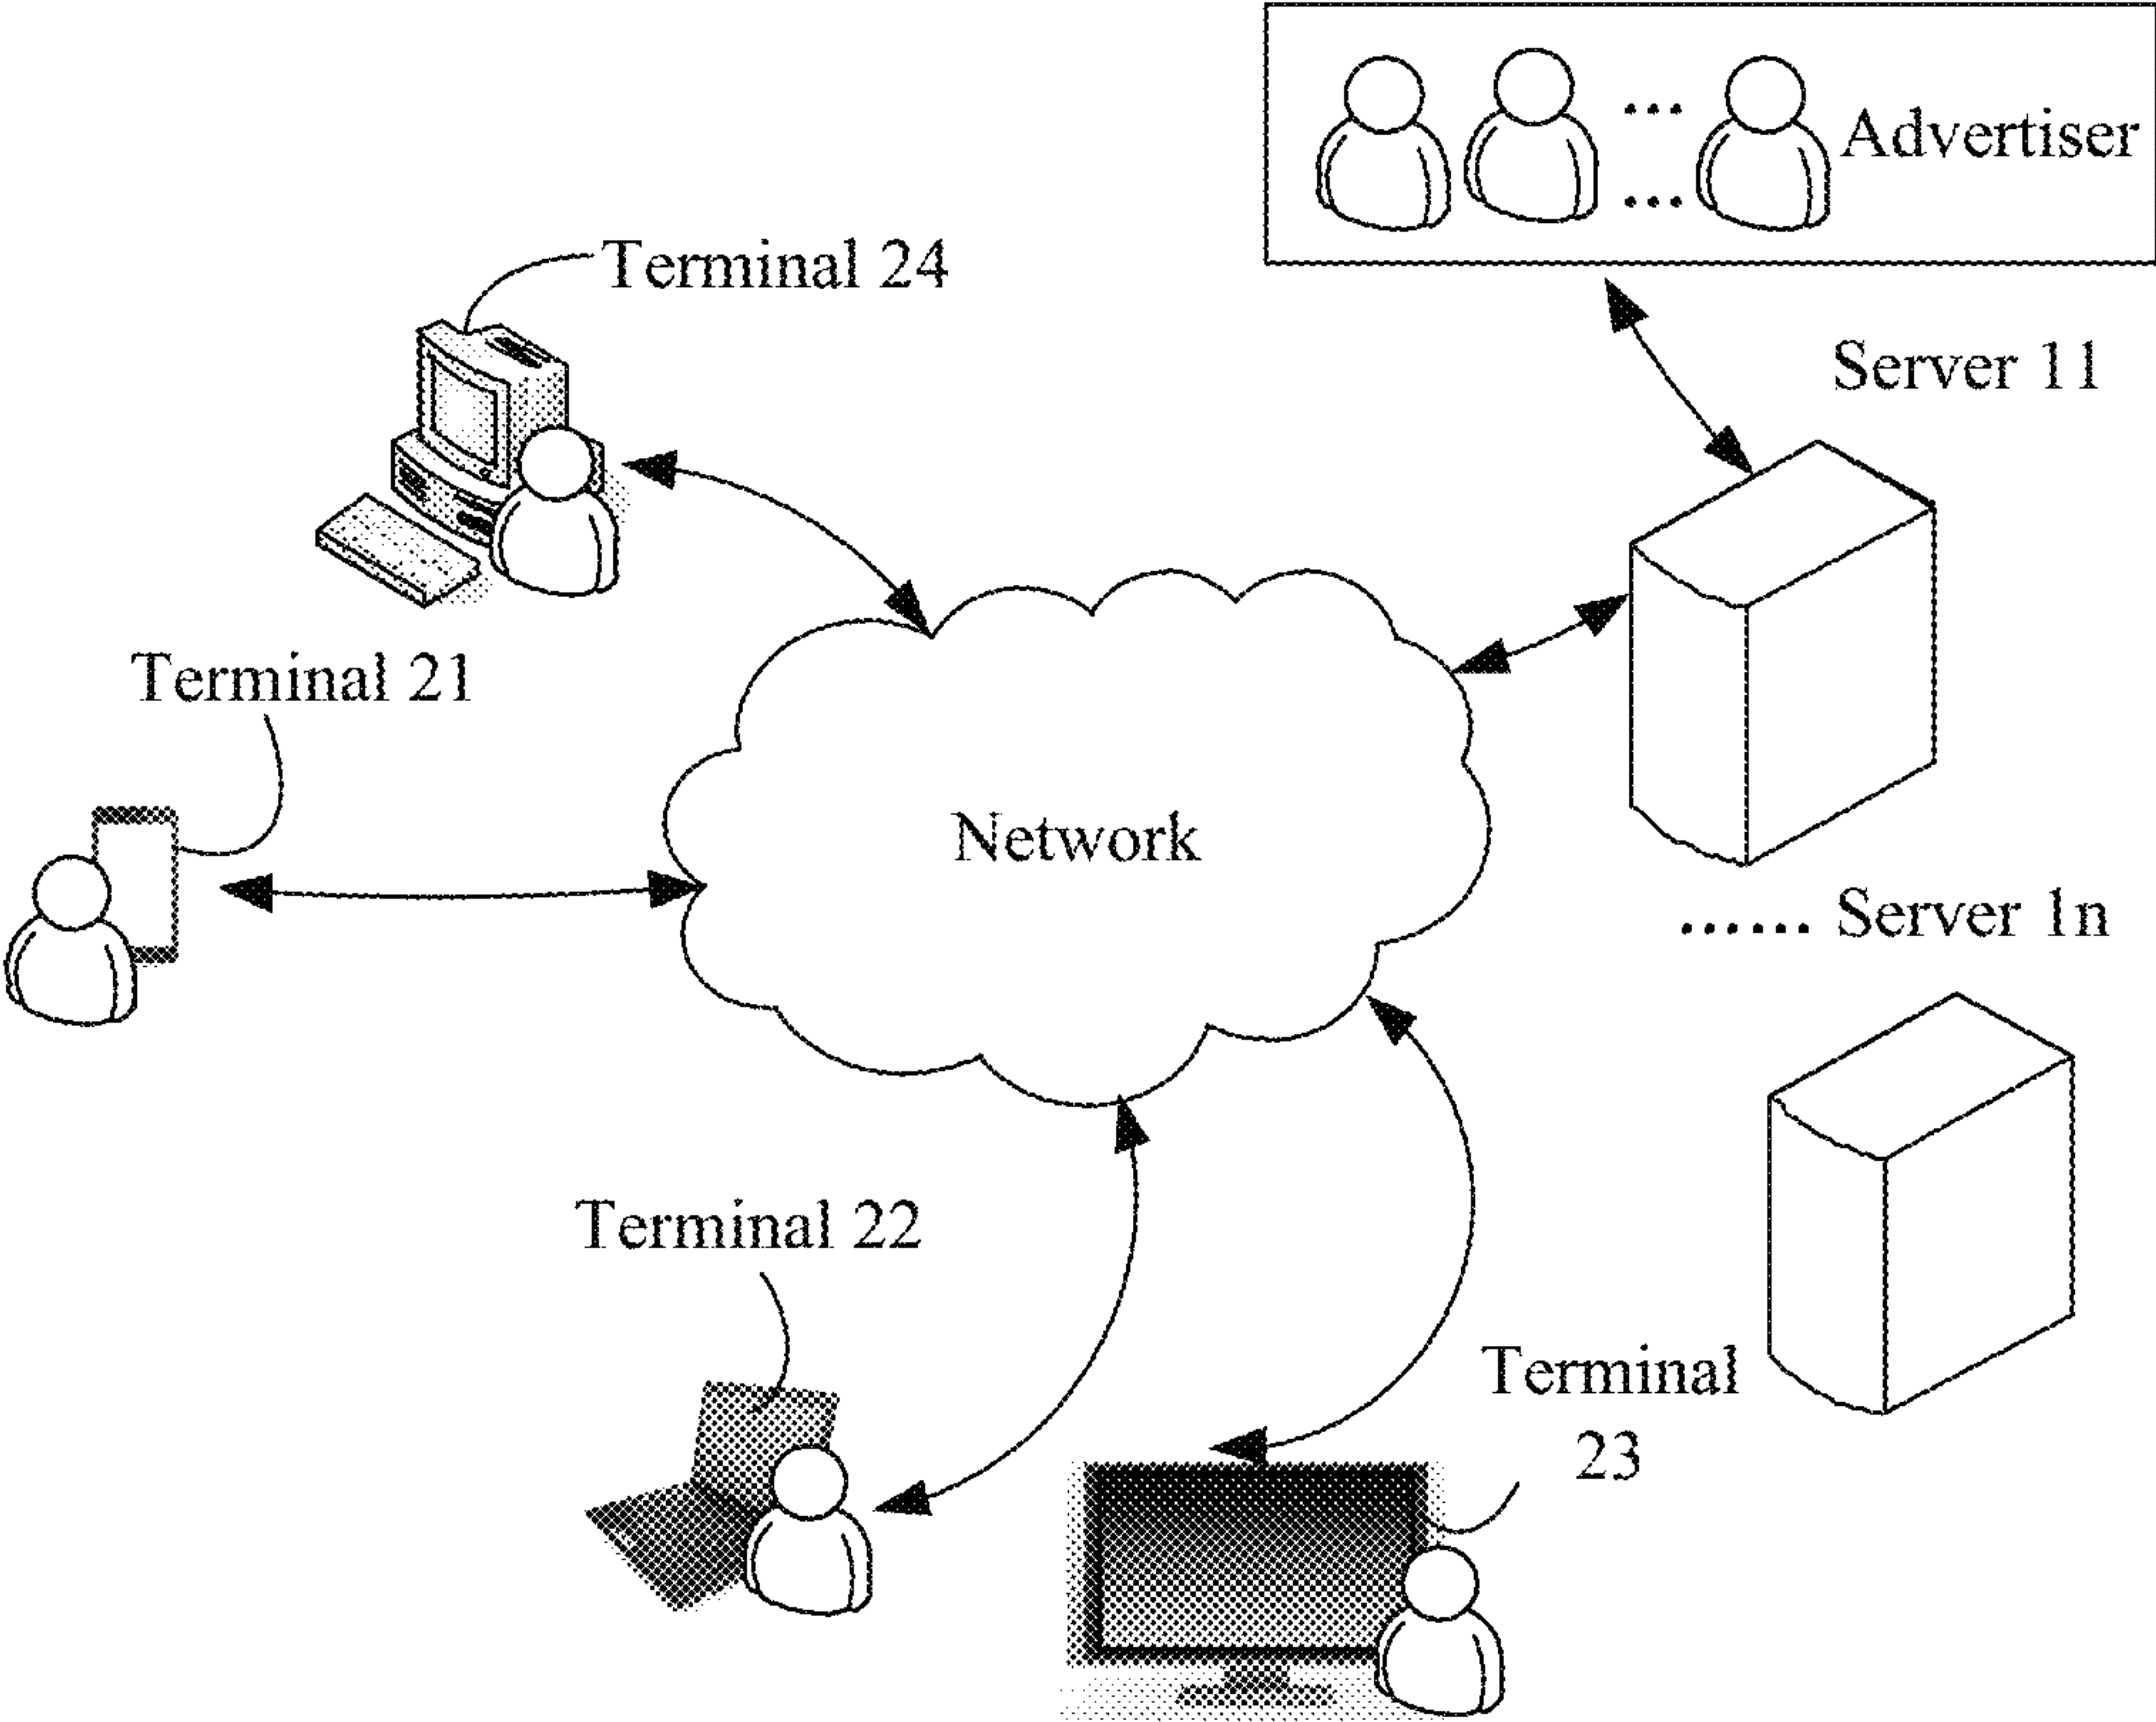 ... Advertiser
...
Terminal 24
Server 11
Terminal 21
Network
...... Server 1n
Terminal 22
Terminal
23